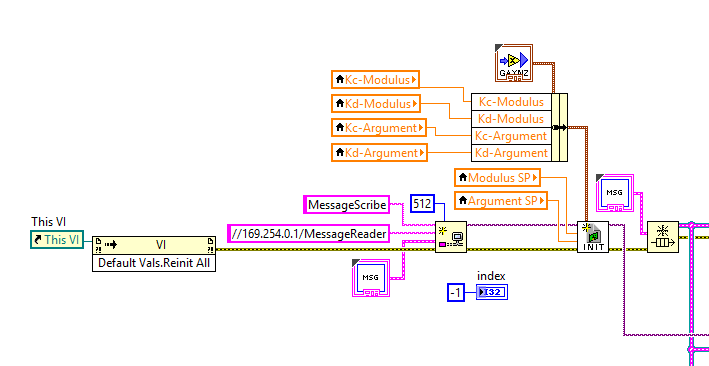 GAYNZ
Kc-Modulus
Kd-Modulus
Kc-Argument
Kd-Argument
Kc-Modulus
Kd-Modulus
Kc-Argument
Kd-Argument
Modulus SP
Argument SP
MSG
MessageScribe
512
This VI
This VI
//169.254.0.1/MessageReader
VI
Default Vals.Reinit All
INIT
MSG
index
-1
I32